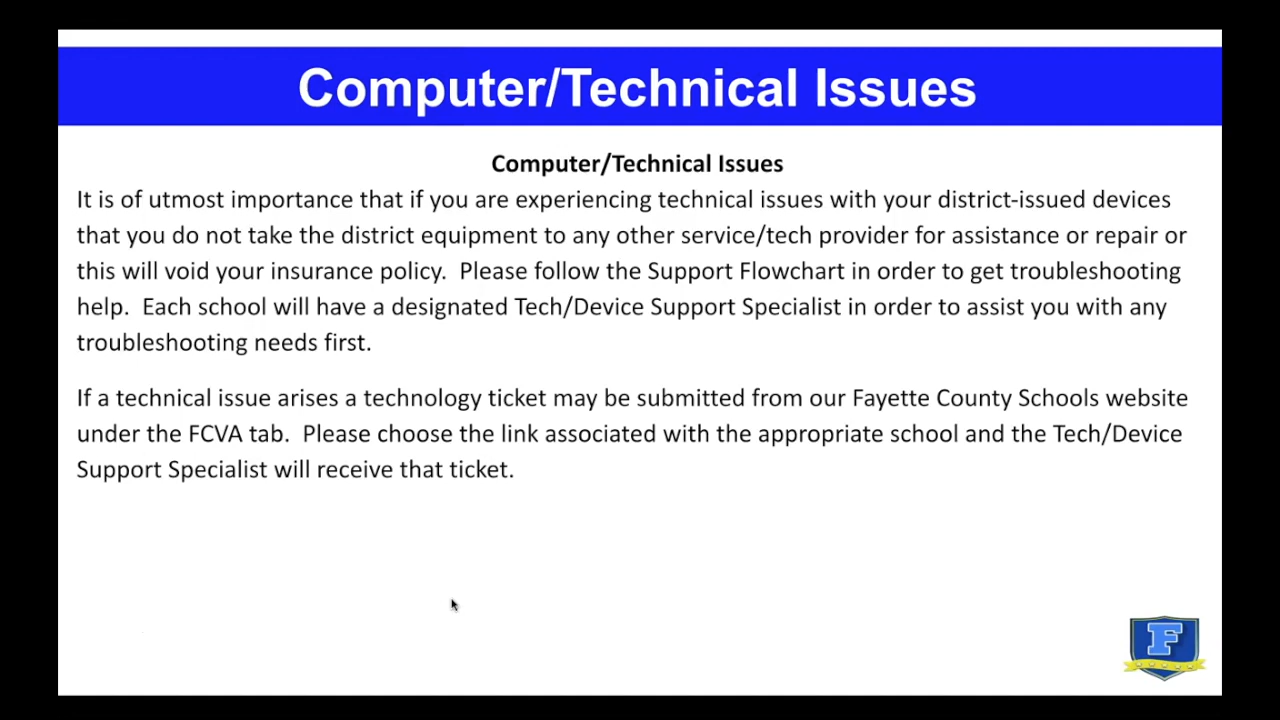 Computer/Technical Issues
Computer/Technical Issues
It is of utmost importance that if you are experiencing technical issues with your district-issued devices
that you do not take the district equipment to any other service/tech provider for assistance or repair or
this will void your insurance policy.  Please follow the Support Flowchart in order to get troubleshooting
help.  Each school will have a designated Tech/Device Support Specialist in order to assist you with any
troubleshooting needs first.
If a technical issue arises a technology ticket may be submitted from our Fayette County Schools website
under the FCVA tab.  Please choose the link associated with the appropriate school and the Tech/Device
Support Specialist will receive that ticket.
F